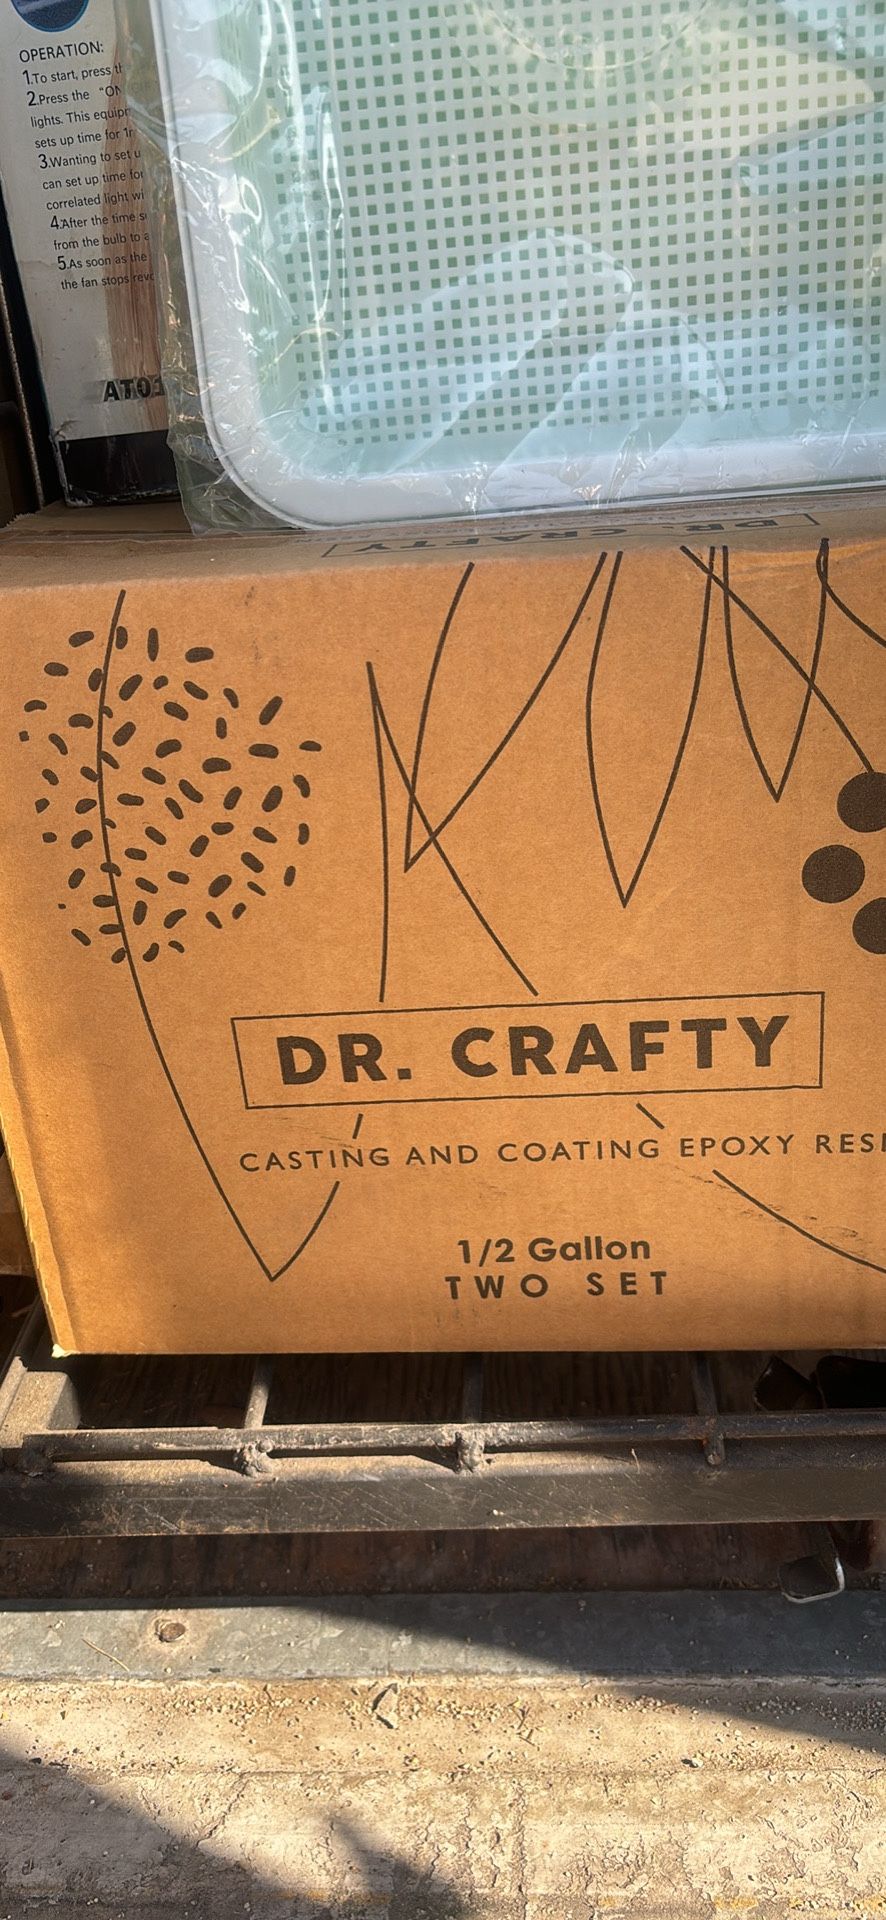 OPERATION:
1.To start, press
2.Press the "ON
lights. This
sets up time for
3.Wanting to set
can set up time
correlated light
4.After the time
from the bulb to
5.As soon as the
the fan stops
AT01
DR. CRAFTY
DR. CRAFTY
CASTING AND COATING EPOXY
1/2 Gallon
TWO SET